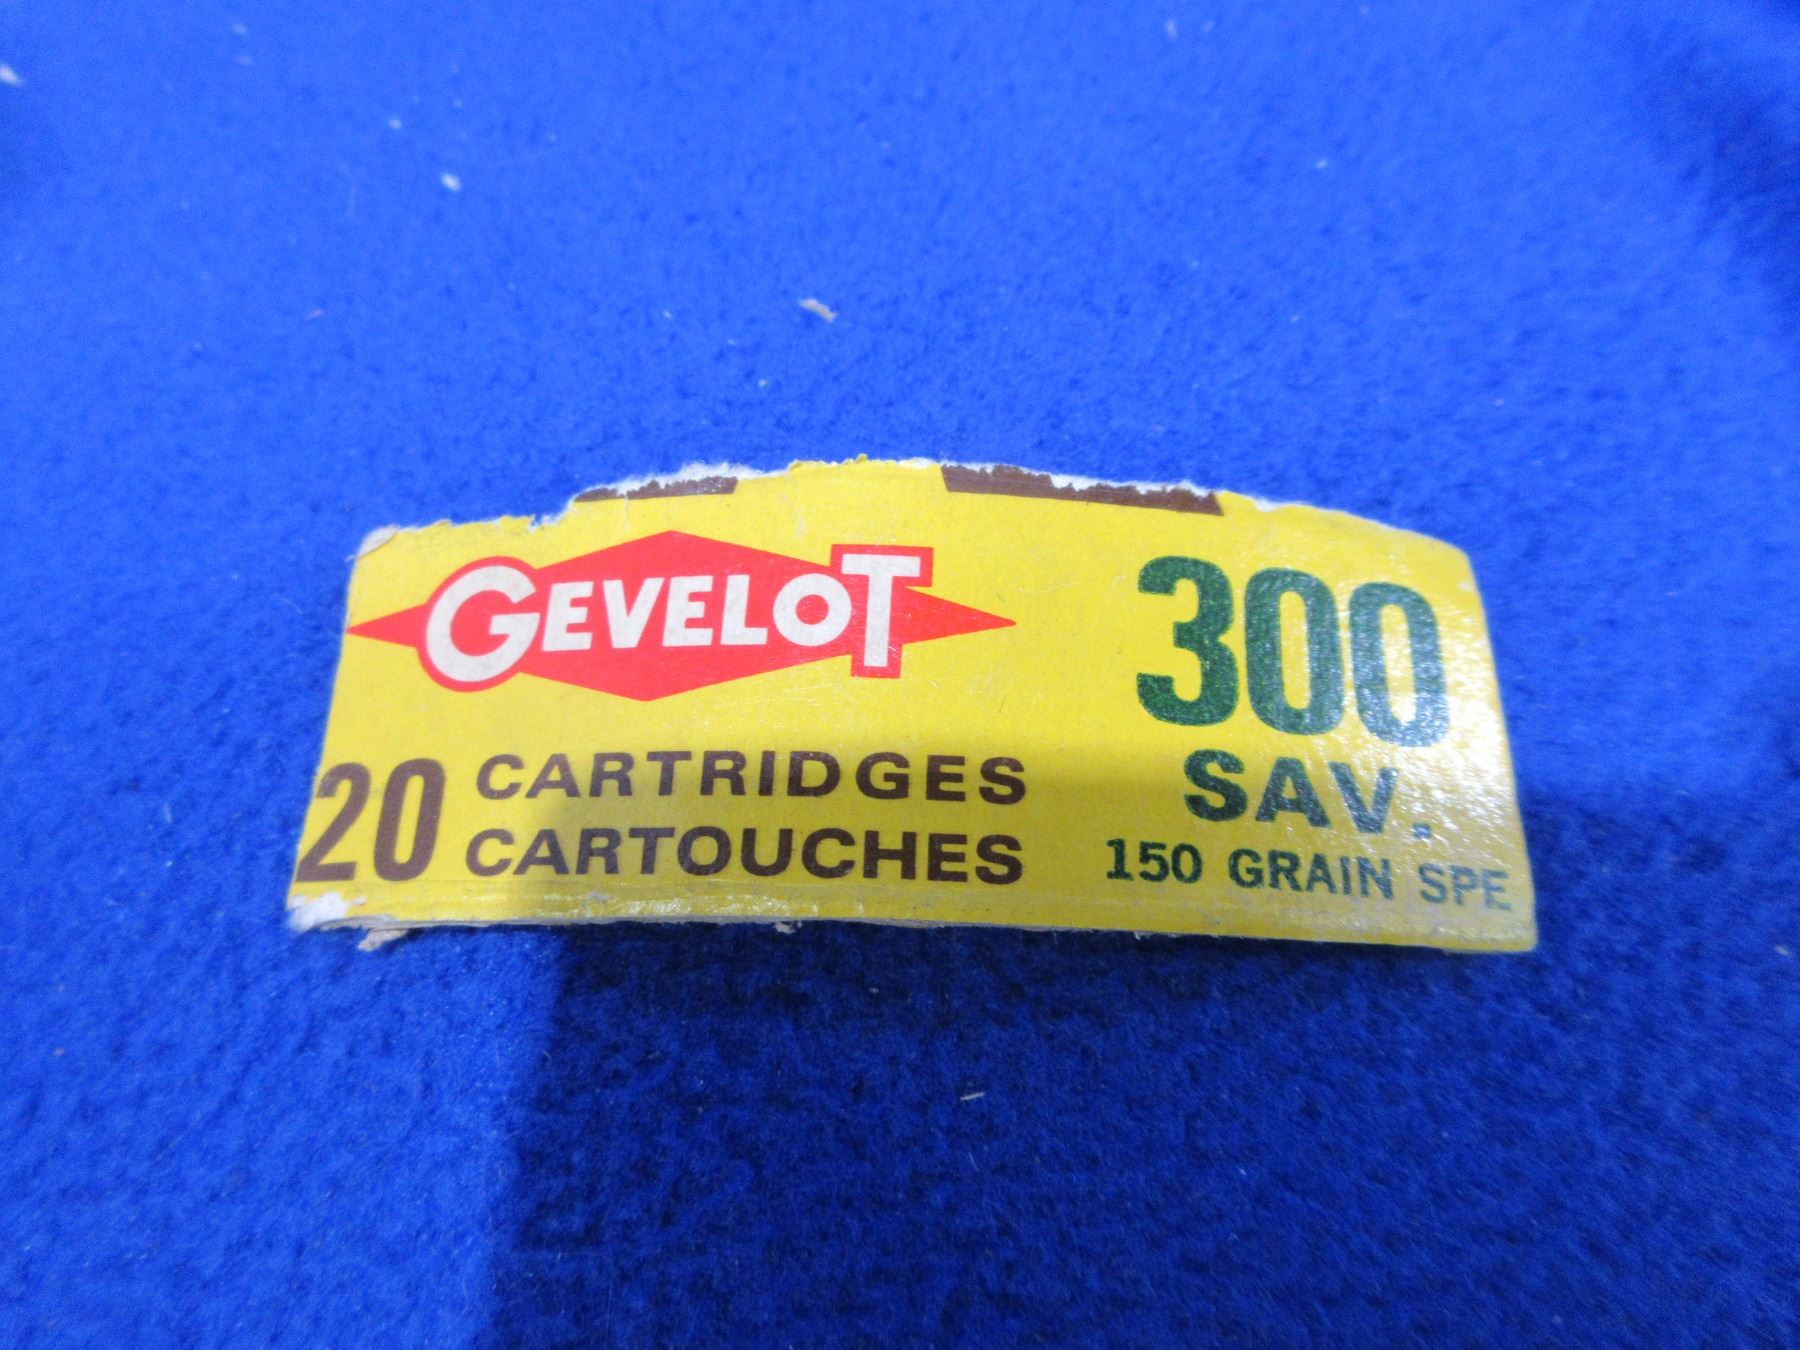 GEVELOT
20 CARTRIDGES
CARTOUCHES
300
SAV.
150 GRAIN SPE